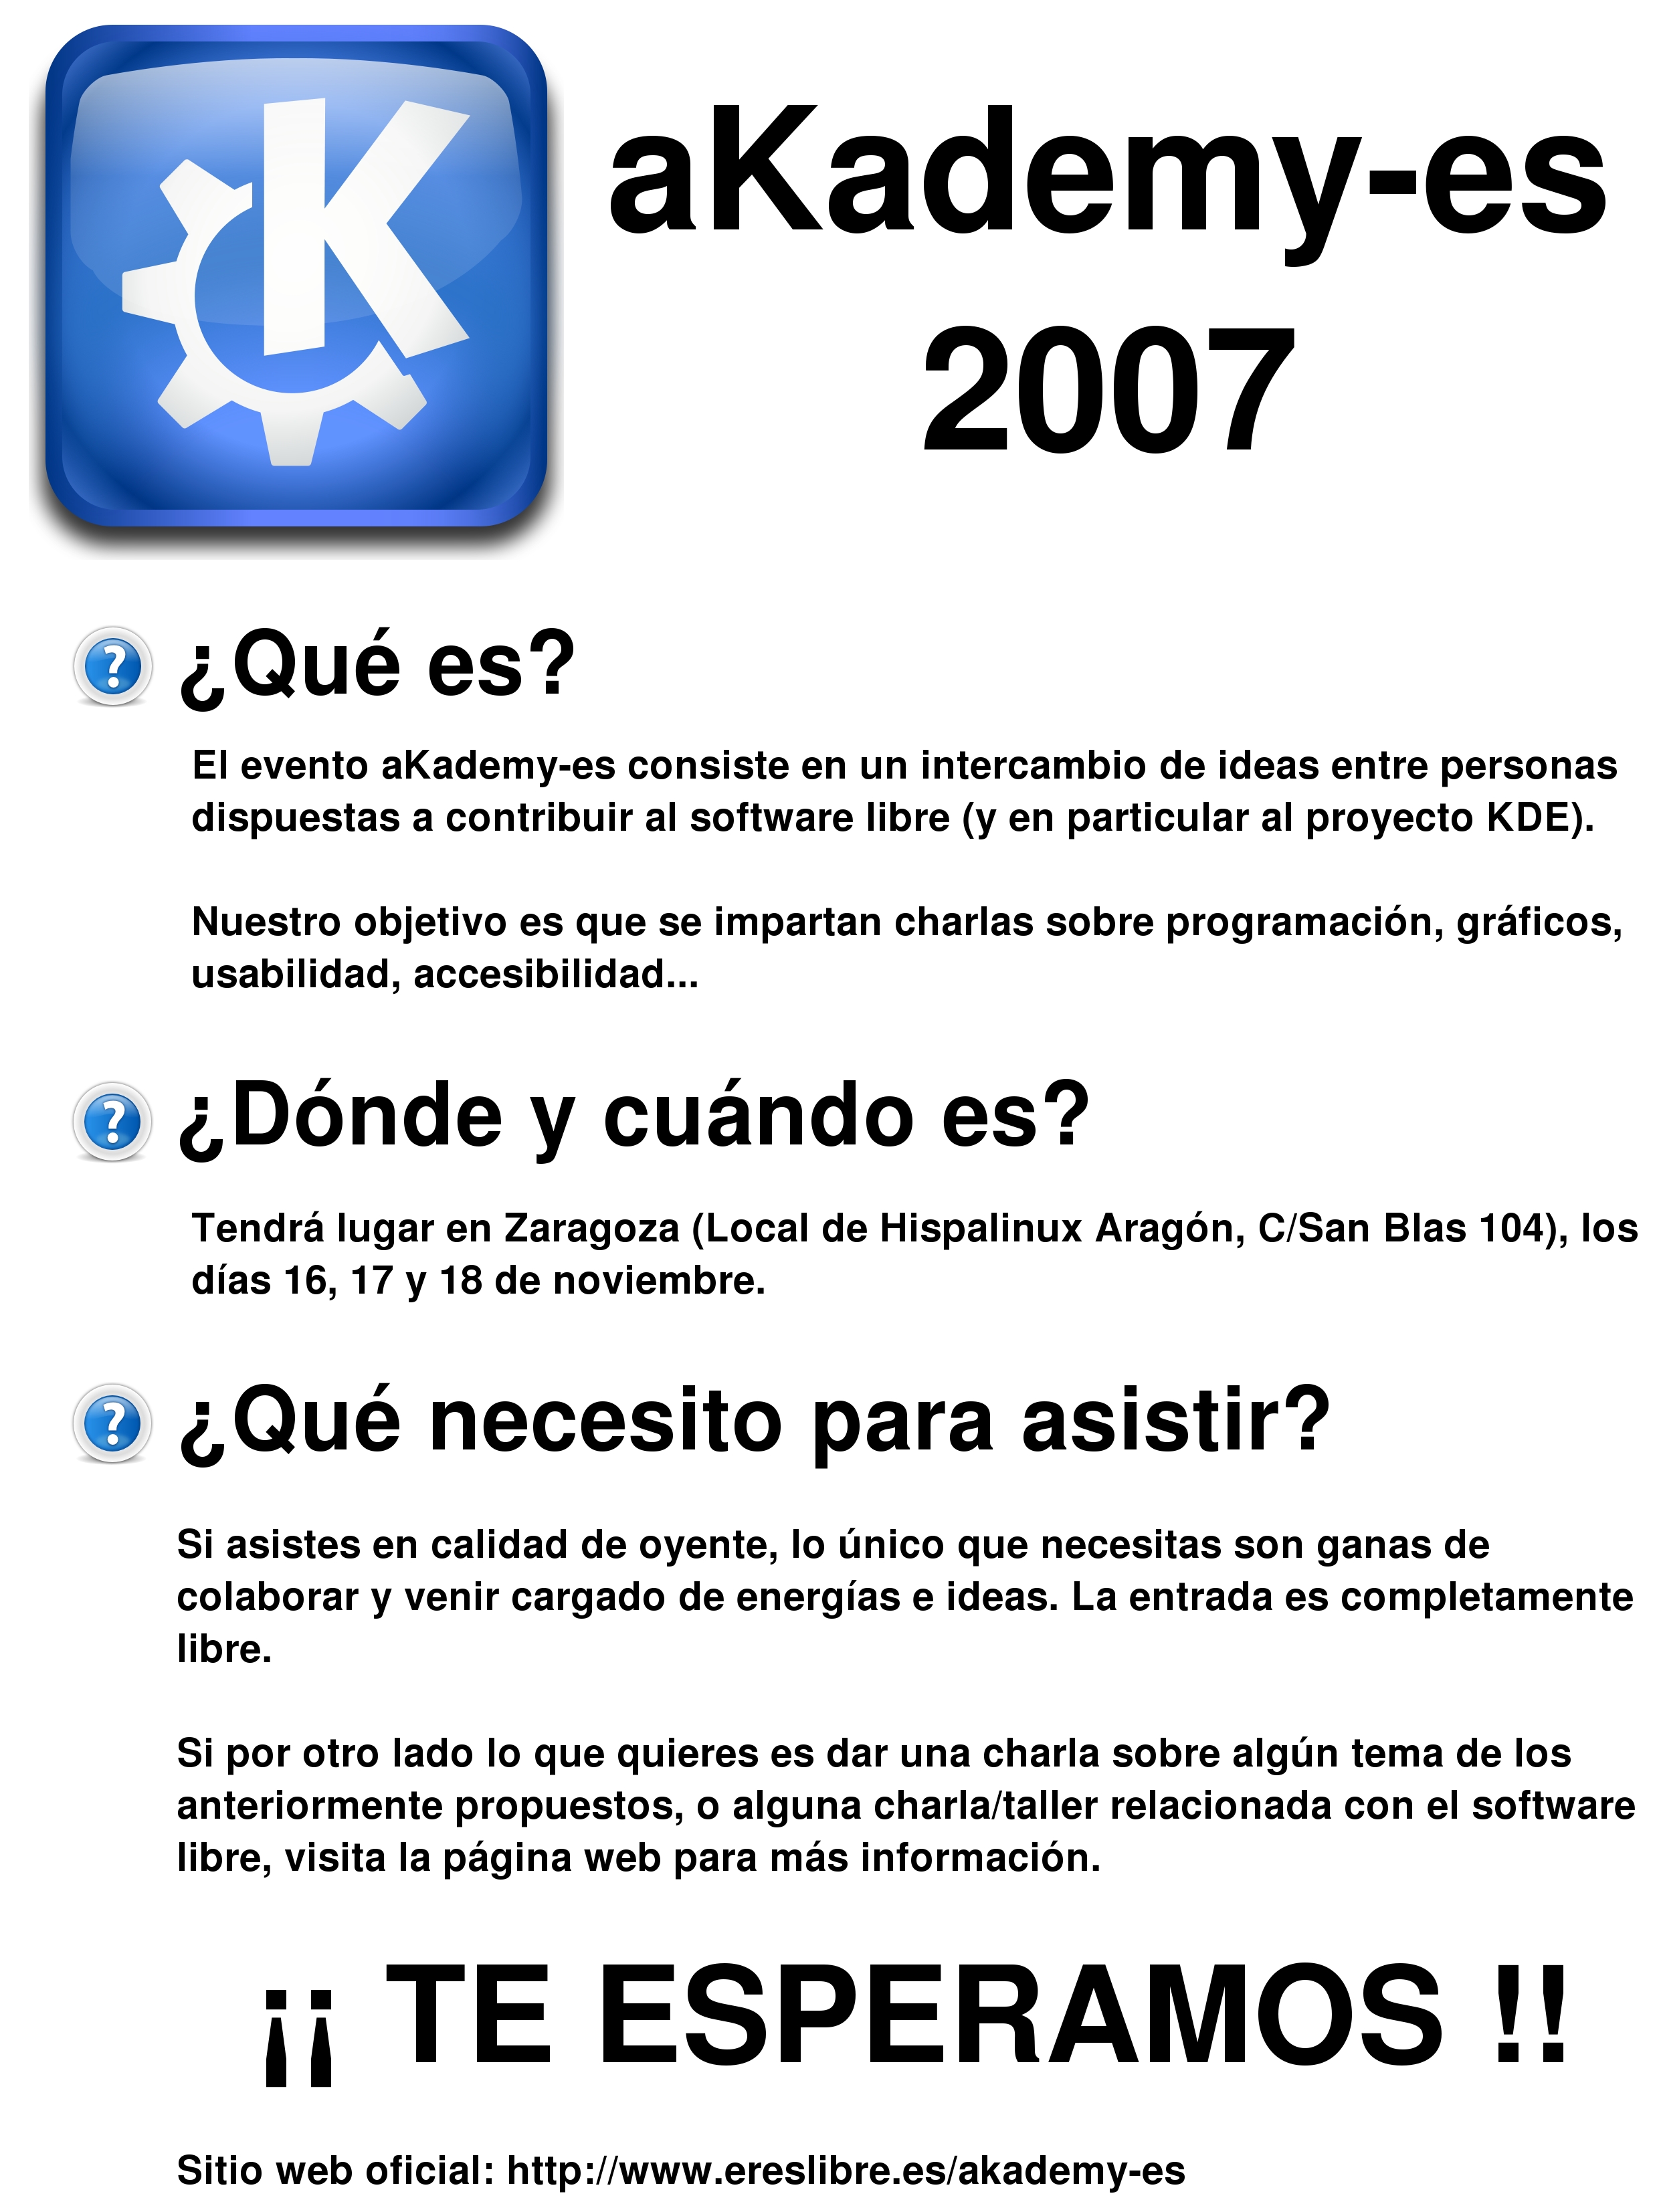 aKademy-es
2007
¿Qué es?
El evento aKademy-es consiste en un intercambio de ideas entre personas
dispuestas a contribuir al software libre (y en particular al proyecto KDE).
Nuestro objetivo es que se impartan charlas sobre programación, gráficos,
usabilidad, accesibilidad...
¿Dónde y cuándo es?
Tendrá lugar en Zaragoza (Local de Hispalinux Aragón, C/San Blas 104), los
días 16, 17 y 18 de noviembre.
¿Qué necesito para asistir?
Si asistes en calidad de oyente, lo único que necesitas son ganas de
colaborar y venir cargado de energías e ideas. La entrada es completamente
libre.
Si por otro lado lo que quieres es dar una charla sobre algún tema de los
anteriormente propuestos, o alguna charla/taller relacionada con el software
libre, visita la página web para más información.
¡¡ TE ESPERAMOS !!
Sitio web oficial: http://www.ereslibre.es/akademy-es